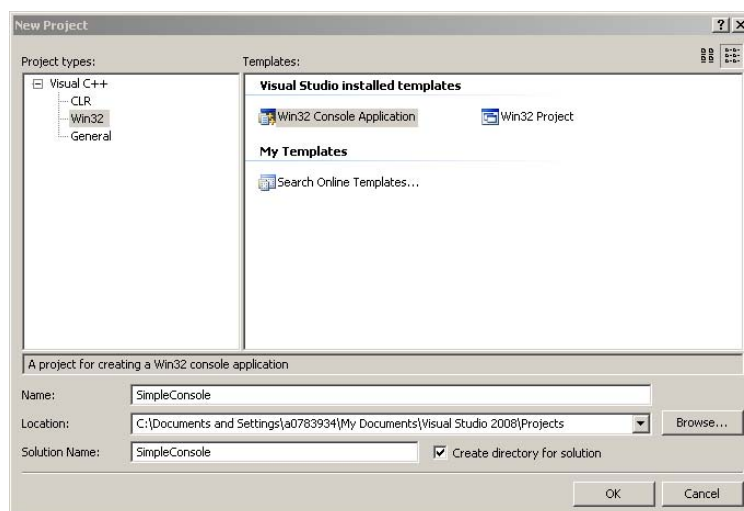 New Project
Project types:
Templates:
Visual C++
CLR
Win32
General
Visual Studio installed templates
Win32 Console Application
Win32 Project
My Templates
Search Online Templates...
A project for creating a Win32 console application
Name:
SimpleConsole
Location:
C:\Documents and Settings\a0783934\My Documents\Visual Studio 2008\Projects
Browse...
Solution Name:
SimpleConsole
Create directory for solution
OK
Cancel